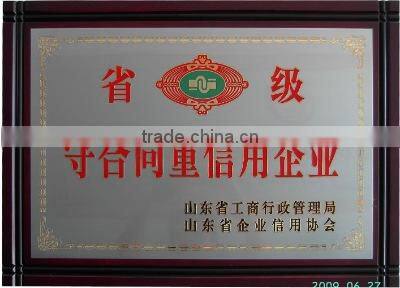 省 级
守合同重信用企业
trade.china.cn
山东省工商行政管理局
山东省企业信用协会
2009 06 27